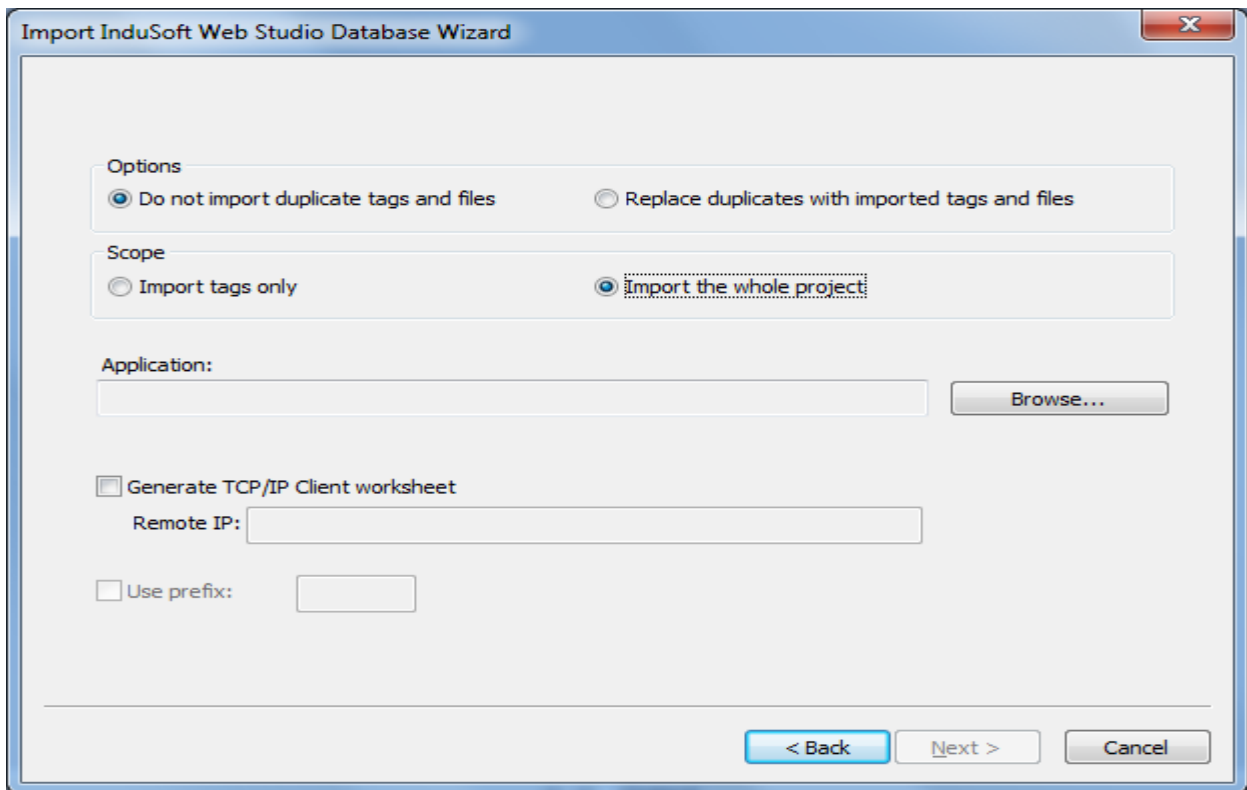 Import InduSoft Web Studio Database Wizard
Options
Do not import duplicate tags and files Replace duplicates with imported tags and files
Scope
Import tags only Import the whole project
Application:
Browse...
Generate TCP/IP Client worksheet
Remote IP:
Use prefix:
< Back Next > Cancel